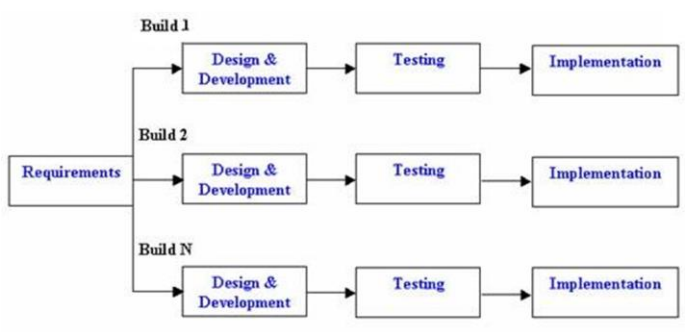 Build 1
Design &
Development
Testing
Implementation
Build 2
Requirements
Design &
Development
Testing
Implementation
Build N
Design &
Development
Testing
Implementation